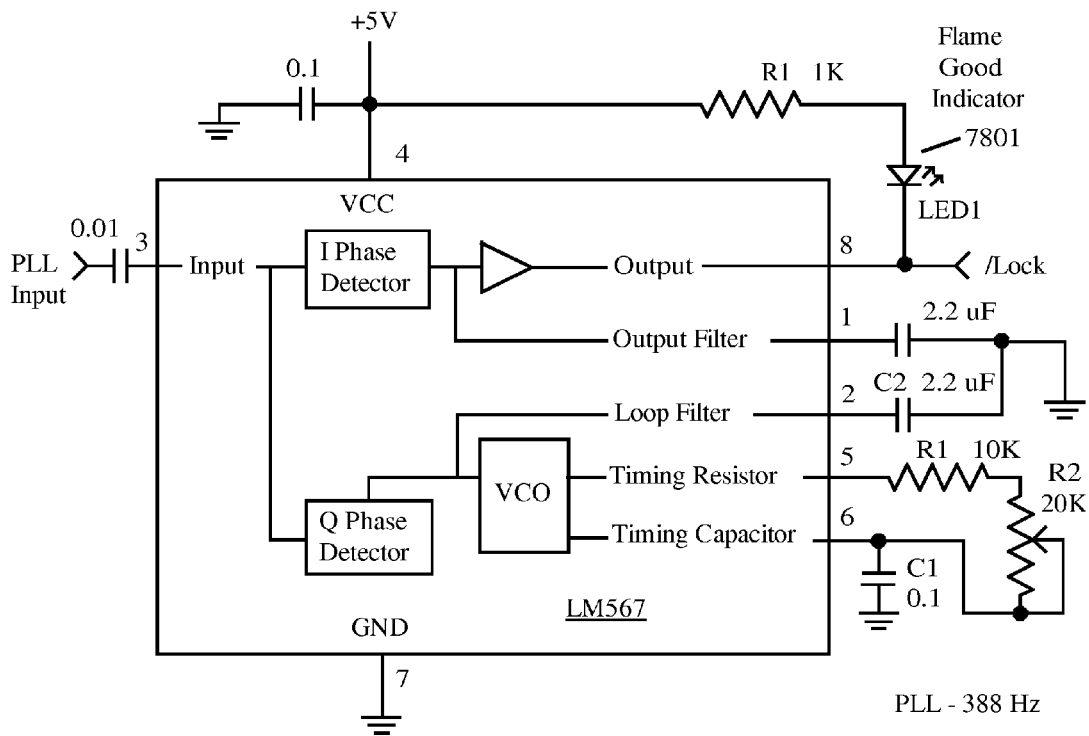 +5V
Flame
Good
Indicator
0.1
R1 1K
7801
4
VCC
LED1
0.01
3
8
PLL
Input
Input
I Phase
Detector
Output
/Lock
1
2.2 uF
Output Filter
C2 2.2 uF
2
Loop Filter
R1 10K
5
R2
20K
VCO
Timing Resistor
Q Phase
Detector
6
Timing Capacitor
C1
0.1
LM567
GND
7
PLL - 388 Hz